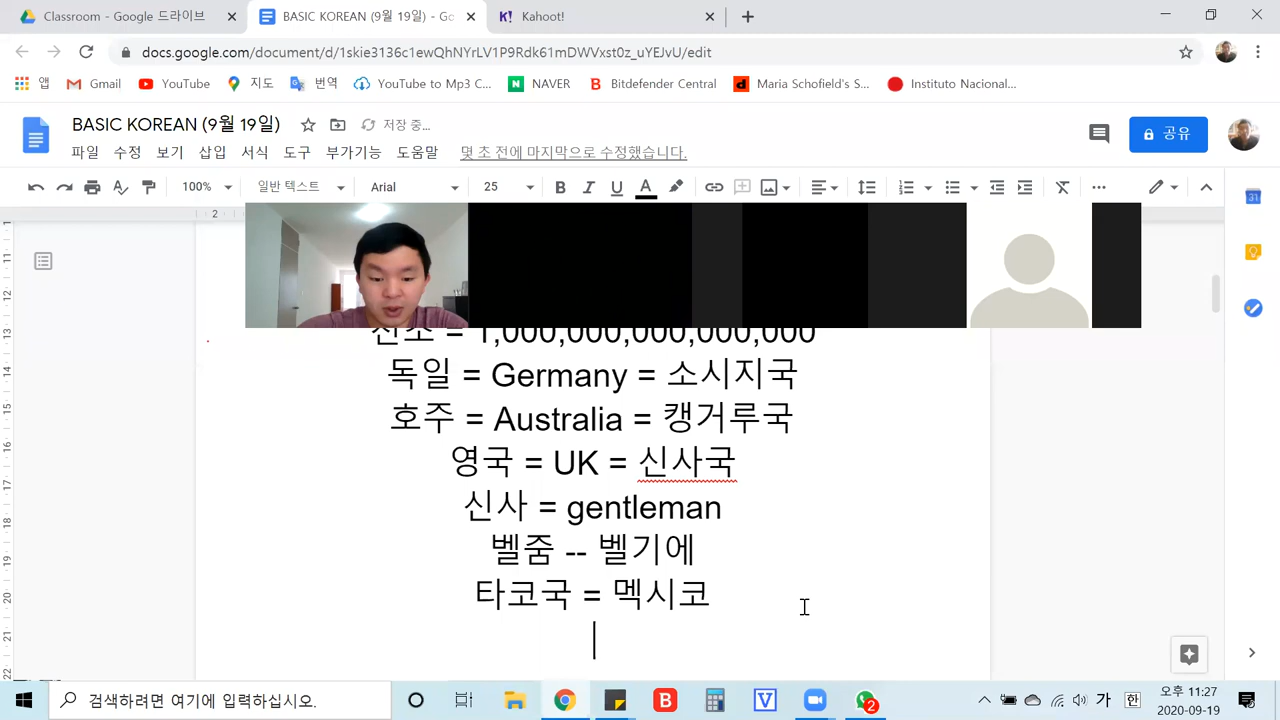 Classroom - Google 드라이브
BASIC KOREAN (9월 19일) - Go
Kahoot!
docs.google.com/document/d/1skie3136c1ewQhNYrLV1P9Rdk61mDWVxst0z_uYEJvU/edit
앱 Gmail YouTube 지도 번역 YouTube to Mp3 C... NAVER Bitdefender Central Maria Schofield's S... Instituto Nacional...
BASIC KOREAN (9월 19일) 저장 중...
공유
파일 수정 보기 삽입 서식 도구 부가기능 도움말 몇 초 전에 마지막으로 수정했습니다.
100% 일반 텍스트 Arial 25
= 1,000,000,000,000,000
독일 = Germany = 소시지국
호주 = Australia = 캥거루국
영국 = UK = 신사국
신사 = gentleman
벨줌 -- 벨기에
타코국 = 멕시코
검색하려면 여기에 입력하십시오.
2
가 한
오후 11:27
2020-09-19